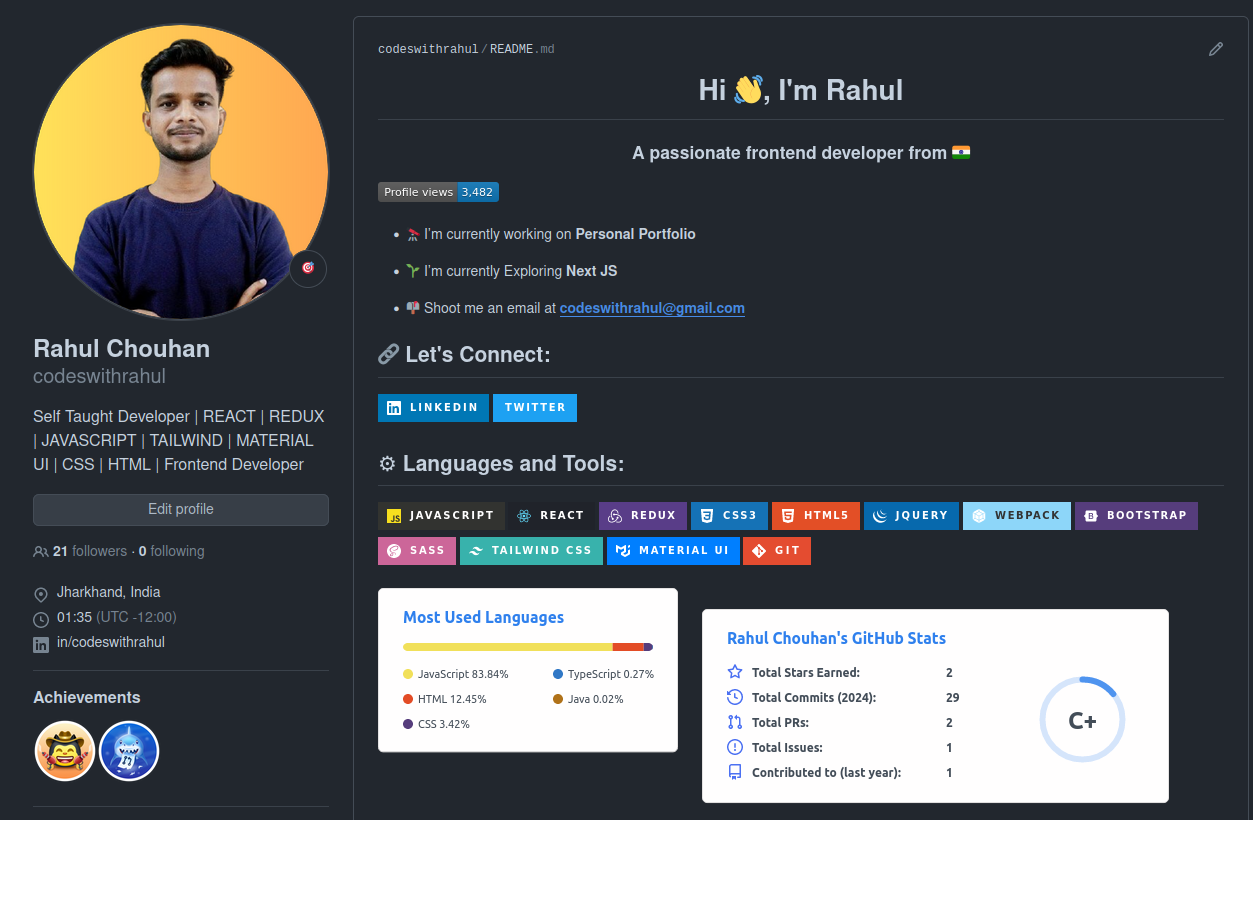 Rahul Chouhan
codeswithrahul
Self Taught Developer | REACT | REDUX
| JAVASCRIPT | TAILWIND | MATERIAL
UI | CSS | HTML | Frontend Developer
Edit profile
21 followers · 0 following
Jharkhand, India
01:35 (UTC -12:00)
in/codeswithrahul
Achievements
codeswithrahul/README.md
Hi 👋, I'm Rahul
A passionate frontend developer from 🇮🇳
Profile views 3,482
I'm currently working on Personal Portfolio
I'm currently Exploring Next JS
Shoot me an email at codeswithrahul@gmail.com
Let's Connect:
LINKEDIN TWITTER
Languages and Tools:
JS JAVASCRIPT REACT REDUX CSS3 HTML5 JQUERY WEBPACK BOOTSTRAP
SASS TAILWIND CSS MATERIAL UI GIT
Most Used Languages
JavaScript 83.84% TypeScript 0.27%
HTML 12.45% Java 0.02%
CSS 3.42%
Rahul Chouhan's GitHub Stats
Total Stars Earned: 2
Total Commits (2024): 29
Total PRs: 2
Total Issues: 1
Contributed to (last year): 1
C+